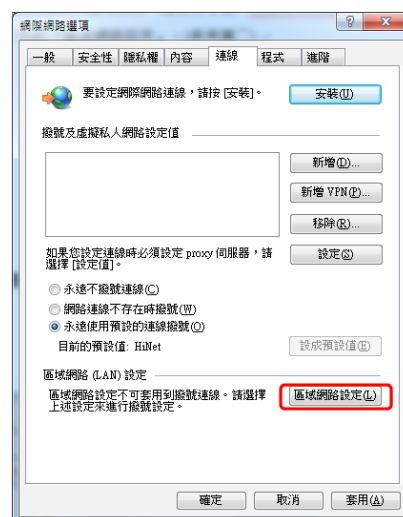 網際網路選項
一般 安全性 隱私權 內容 連線 程式 進階
要設定網際網路連線，請按 [安裝]。 安裝(U)
撥號及虛擬私人網路設定值
新增(D)...
新增 VPN(P)...
移除(R)...
如果您設定連線時必須設定 proxy 伺服器，請 設定(S)
選擇 [設定值]。
永遠不撥號連線(C)
網路連線不存在時撥號(W)
永遠使用預設的連線撥號(O)
目前的預設值: HiNet 設成預設值(E)
區域網路 (LAN) 設定
區域網路設定不可套用到撥號連線。請選擇 區域網路設定(L)
上述設定來進行撥號設定。
確定 取消 套用(A)